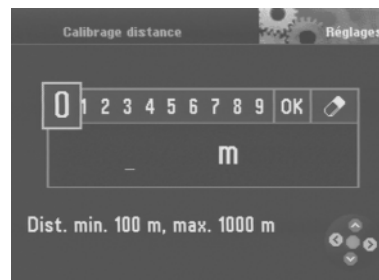 Calibrage distance Réglages
0 1 2 3 4 5 6 7 8 9 OK
_ m
Dist. min. 100 m, max. 1000 m